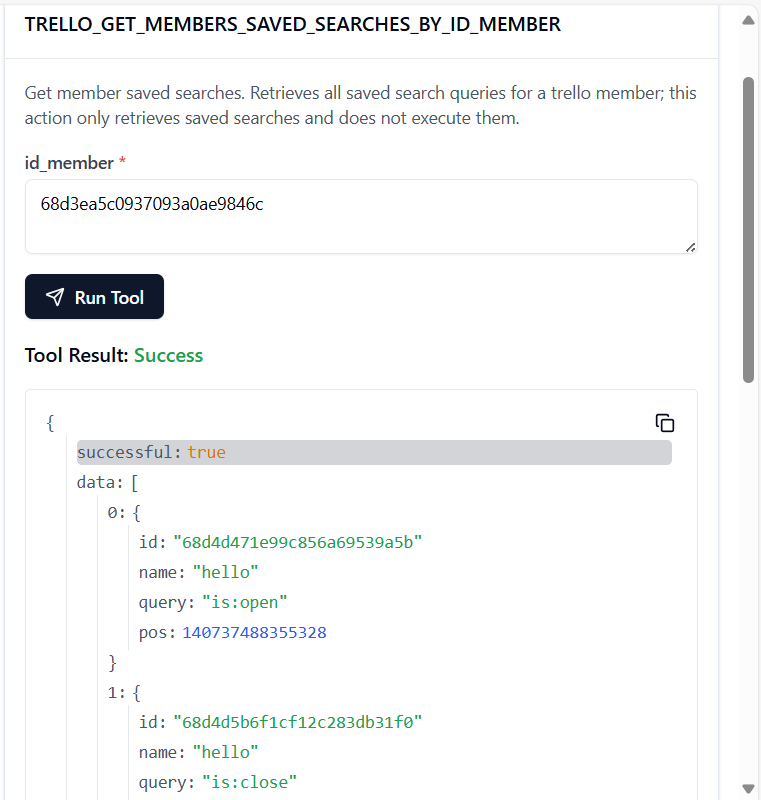 TRELLO_GET_MEMBERS_SAVED_SEARCHES_BY_ID_MEMBER
Get member saved searches. Retrieves all saved search queries for a trello member; this
action only retrieves saved searches and does not execute them.
id_member *
68d3ea5c0937093a0ae9846c
Run Tool
Tool Result: Success
{
successful: true
data: [
0: {
id: "68d4d471e99c856a69539a5b"
name: "hello"
query: "is:open"
pos: 140737488355328
}
1: {
id: "68d4d5b6f1cf12c283db31f0"
name: "hello"
query: "is:close"